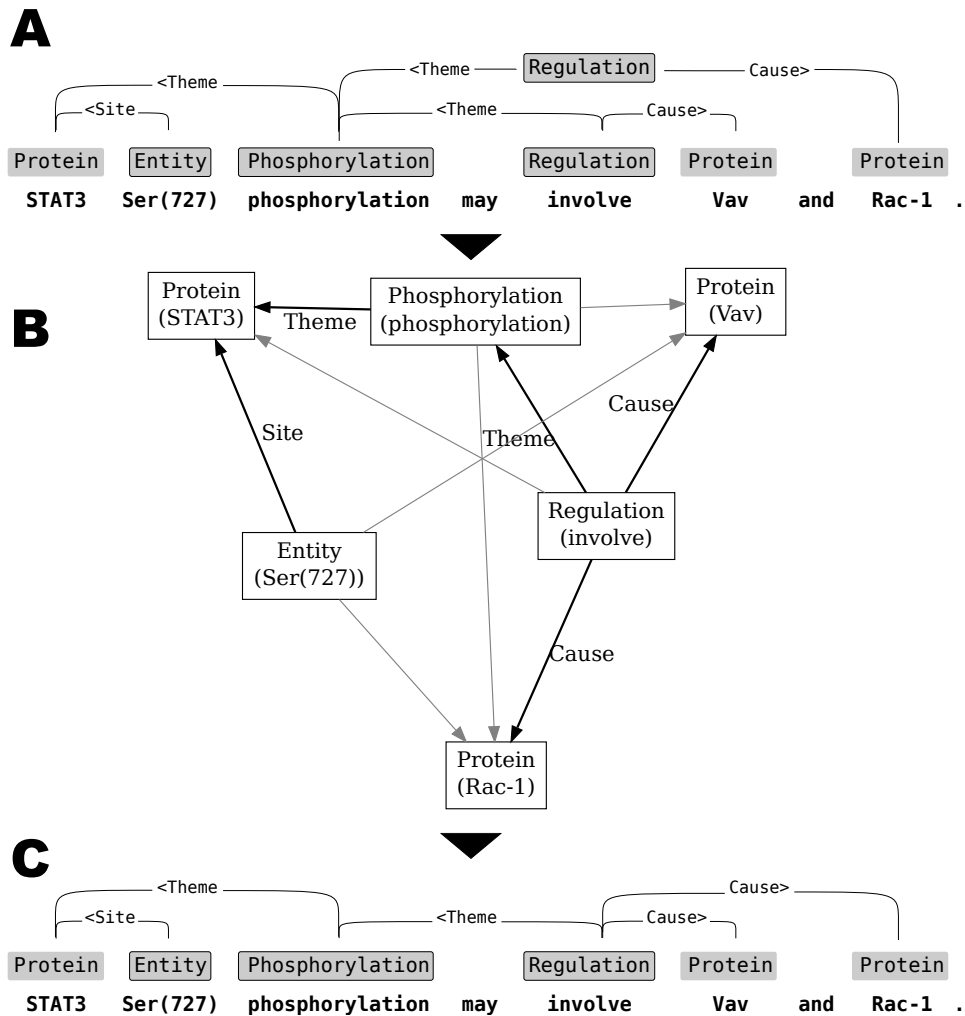 A
<Theme Regulation Cause>
<Theme
<Site <Theme Cause>
Protein Entity Phosphorylation Regulation Protein Protein
STAT3 Ser(727) phosphorylation may involve Vav and Rac-1 .
B
Protein
(STAT3)
Phosphorylation
(phosphorylation)
Protein
(Vav)
Theme
Cause
Site
Theme
Regulation
(involve)
Entity
(Ser(727))
Cause
Protein
(Rac-1)
C
<Theme Cause>
<Site <Theme Cause>
Protein Entity Phosphorylation Regulation Protein Protein
STAT3 Ser(727) phosphorylation may involve Vav and Rac-1 .